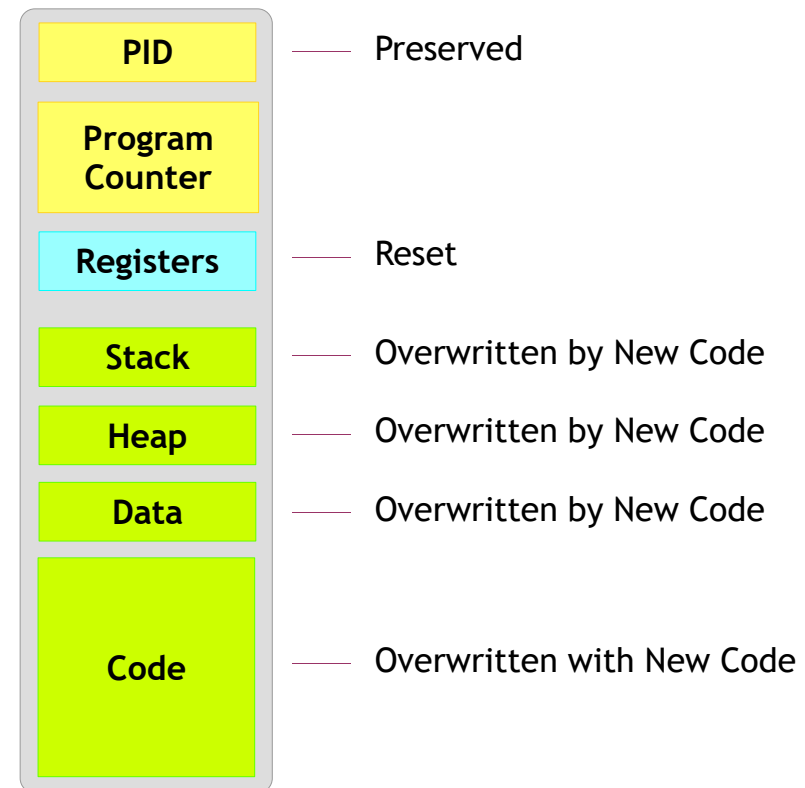 PID
Preserved
Program
Counter
Registers
Reset
Stack
Overwritten by New Code
Heap
Overwritten by New Code
Data
Overwritten by New Code
Code
Overwritten with New Code